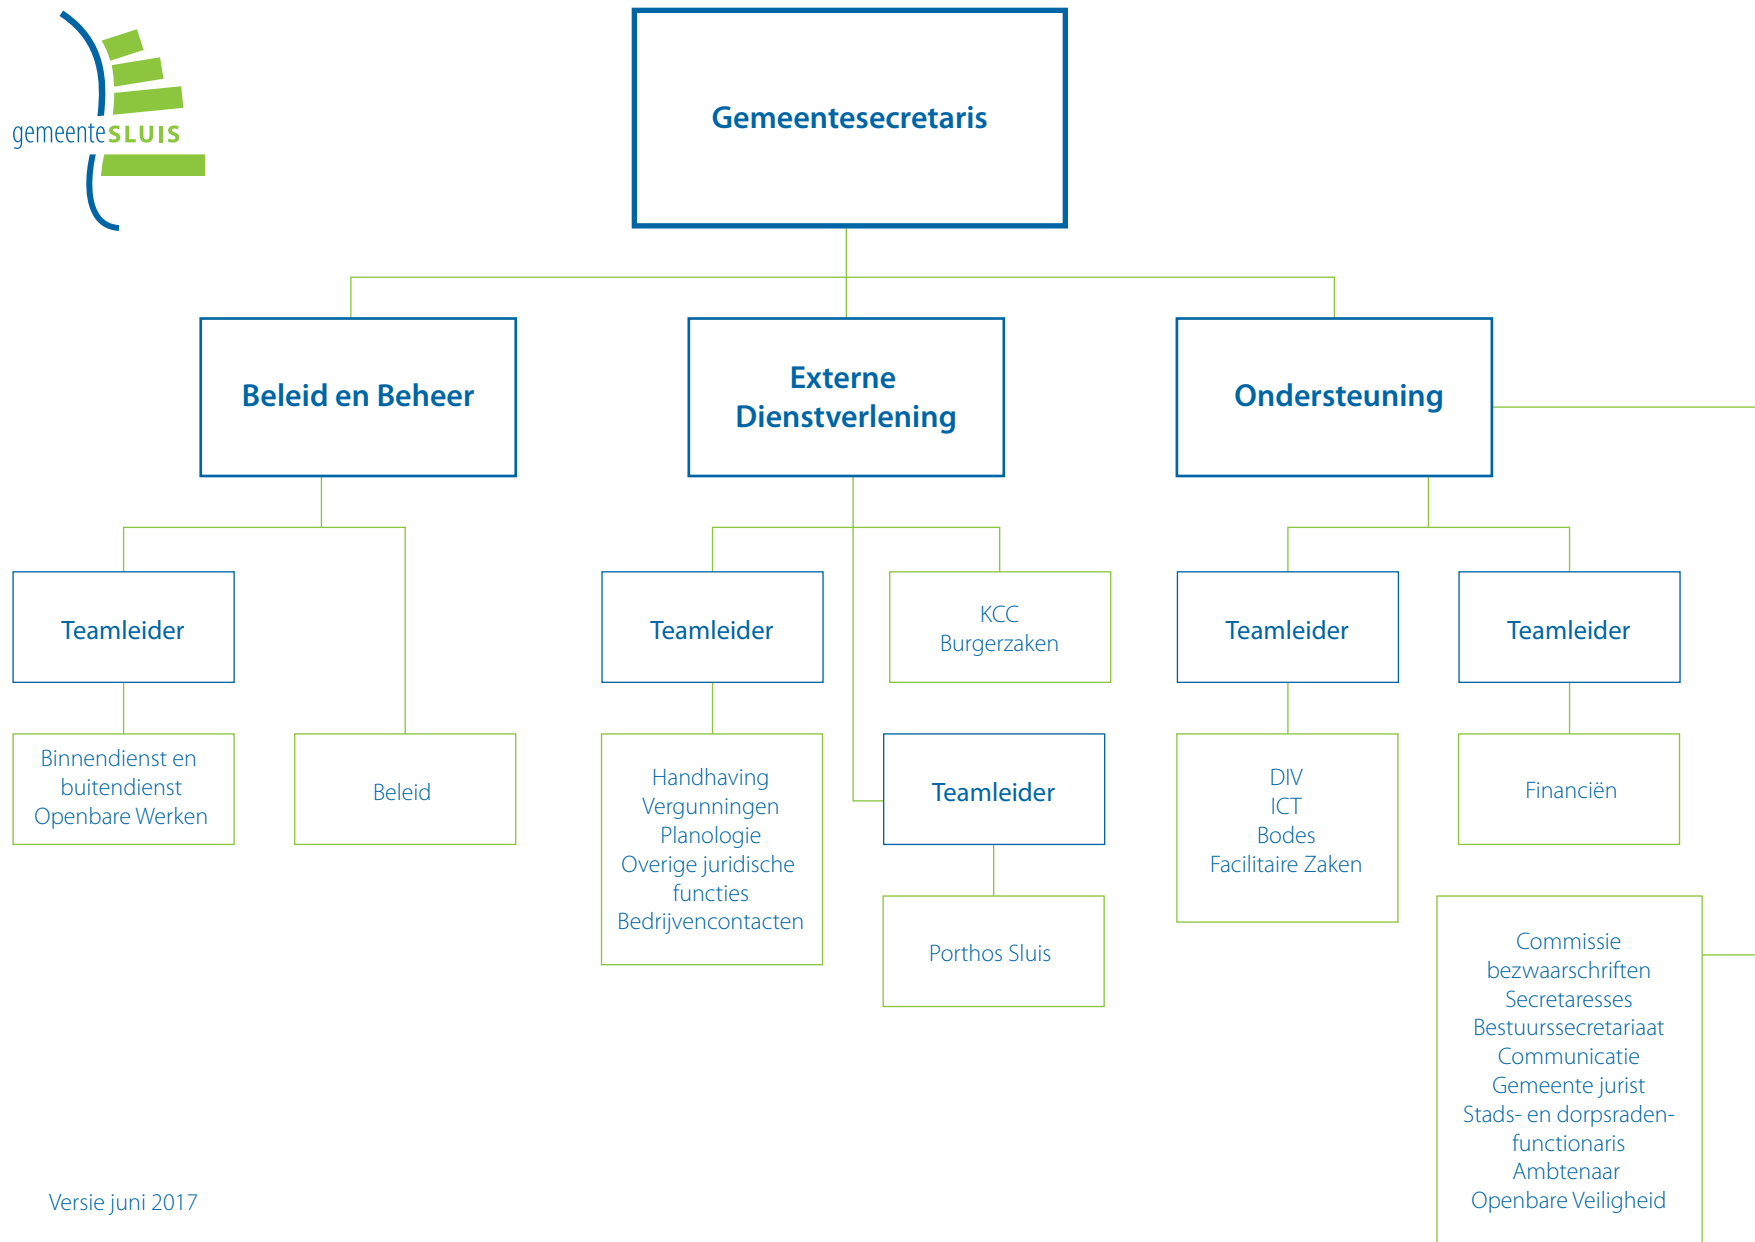 gemeenteSLUIS
Gemeentesecretaris
Beleid en Beheer
Externe
Dienstverlening
Ondersteuning
Teamleider
Teamleider
KCC
Burgerzaken
Teamleider
Teamleider
Binnendienst en
buitendienst
Openbare Werken
Beleid
Handhaving
Vergunningen
Planologie
Overige juridische
functies
Bedrijvencontacten
Teamleider
DIV
ICT
Bodes
Facilitaire Zaken
Financiën
Porthos Sluis
Commissie
bezwaarschriften
Secretaresses
Bestuurssecretariaat
Communicatie
Gemeente jurist
Stads- en dorpsraden-
functionaris
Ambtenaar
Openbare Veiligheid
Versie juni 2017